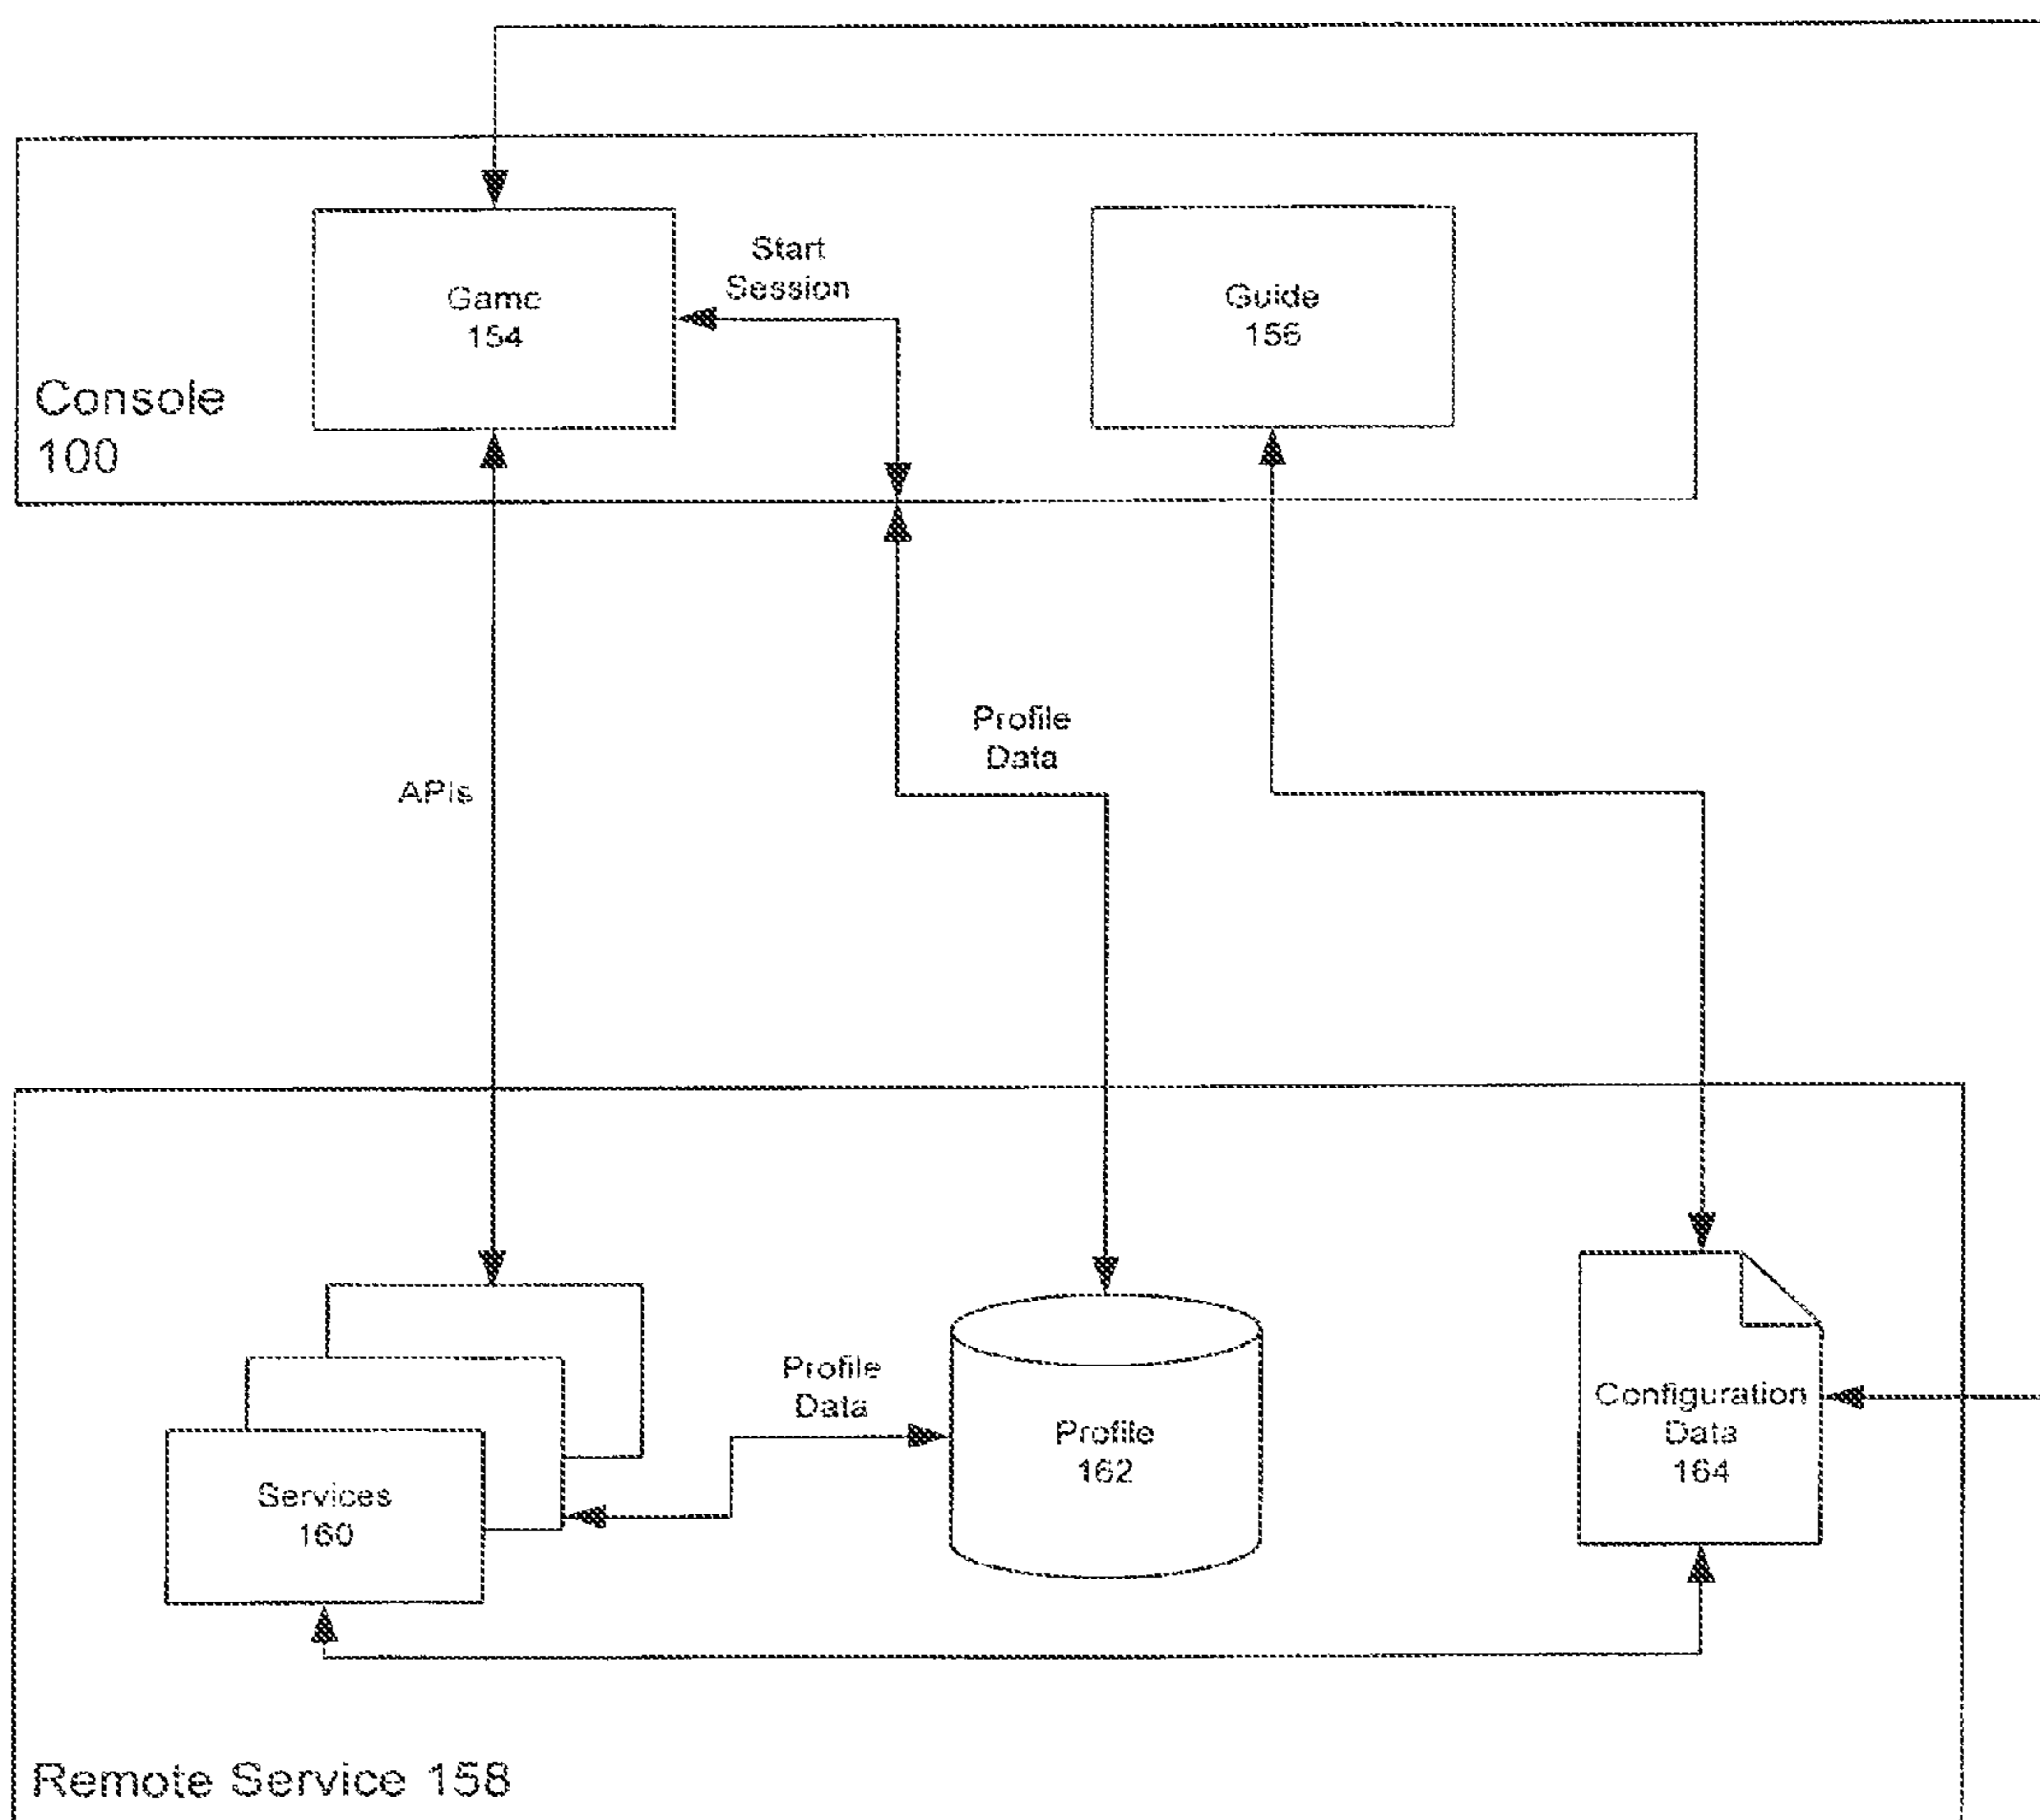 Start
Session
Game
154
Guide
156
Console
100
Profile
Data
APIs
Profile
Data
Configuration
Data
164
Profile
162
Services
160
Remote Service 158